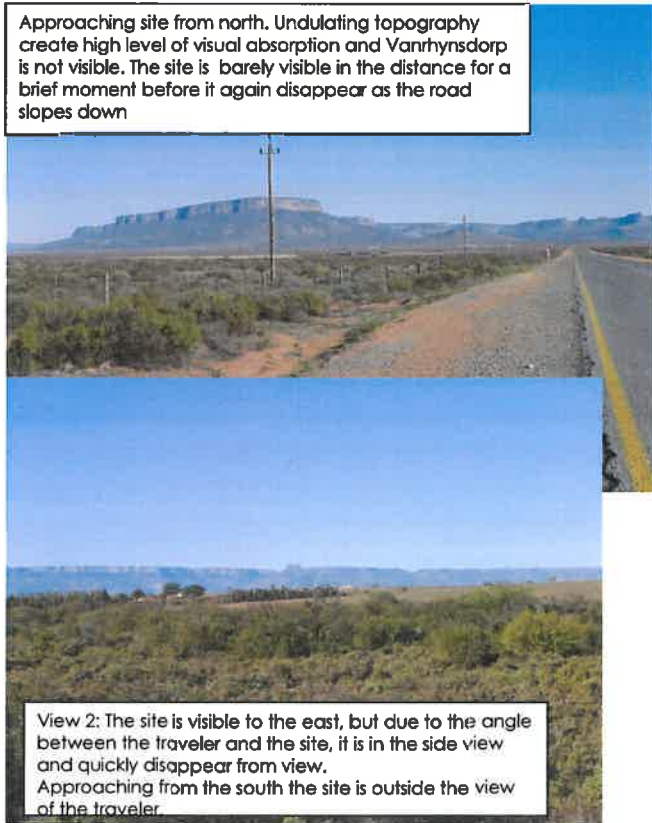 Approaching site from north. Undulating topography
create high level of visual absorption and Vanrhynsdorp
is not visible. The site is barely visible in the distance for a
brief moment before it again disappear as the road
slopes down
View 2: The site is visible to the east, but due to the angle
between the traveler and the site, it is in the side view
and quickly disappear from view.
Approaching from the south the site is outside the view
of the traveler.